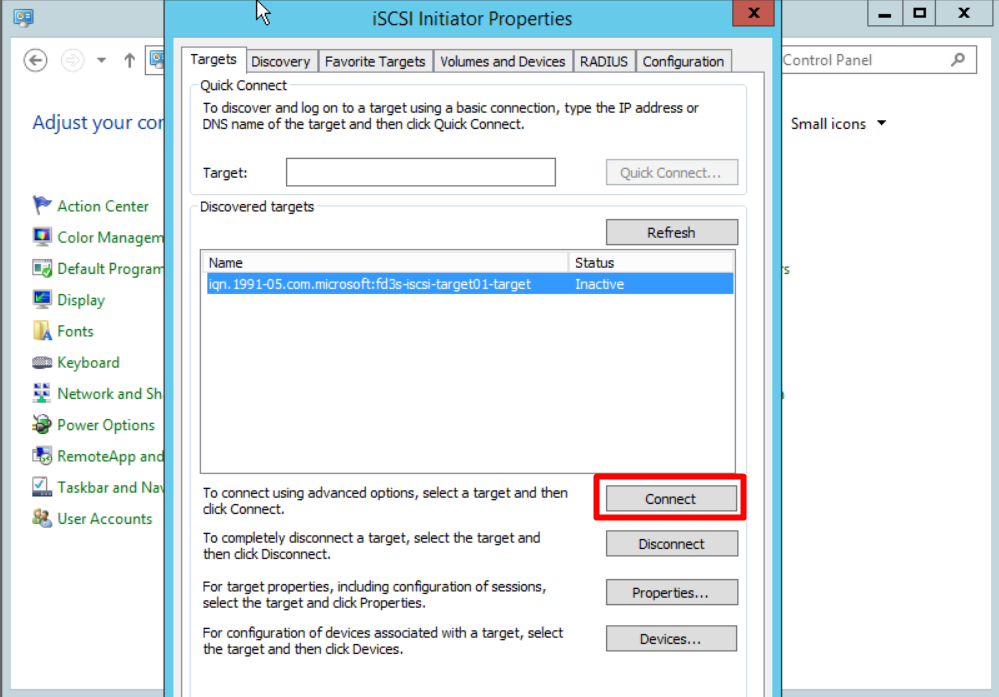 iSCSI Initiator Properties
Control Panel
Targets
Discovery
Favorite Targets
Volumes and Devices
RADIUS
Configuration
Quick Connect
To discover and log on to a target using a basic connection, type the IP address or
DNS name of the target and then click Quick Connect.
Adjust your
Small icons
Target:
Quick Connect...
Discovered targets
Refresh
Action Center
Color
Default
Display
Fonts
Keyboard
Network and
Power Options
RemoteApp and
Taskbar and
User Accounts
Name
Status
iqn.1991-05.com.microsoft:fd3s-iscsi-target01-target
Inactive
To connect using advanced options, select a target and then
click Connect.
Connect
To completely disconnect a target, select the target and
then click Disconnect.
Disconnect
For target properties, including configuration of sessions,
select the target and click Properties.
Properties...
For configuration of devices associated with a target, select
the target and then click Devices.
Devices...